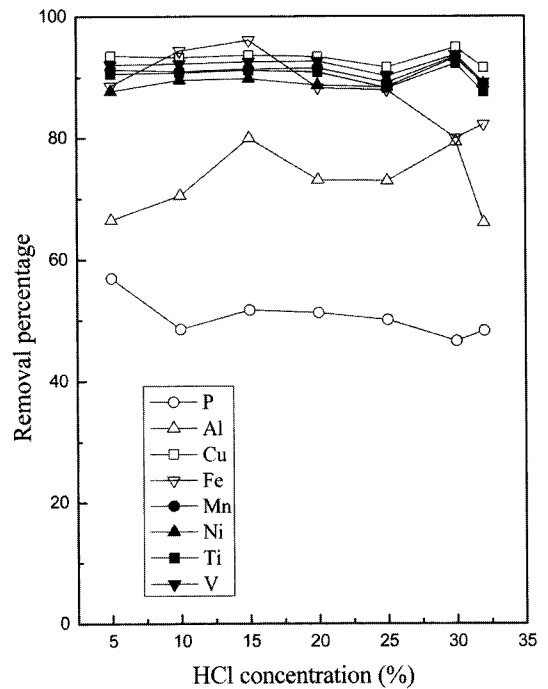 100
80
60
40
20
0
Removal percentage
P
Al
Cu
Fe
Mn
Ni
Ti
V
5 10 15 20 25 30 35
HCl concentration (%)